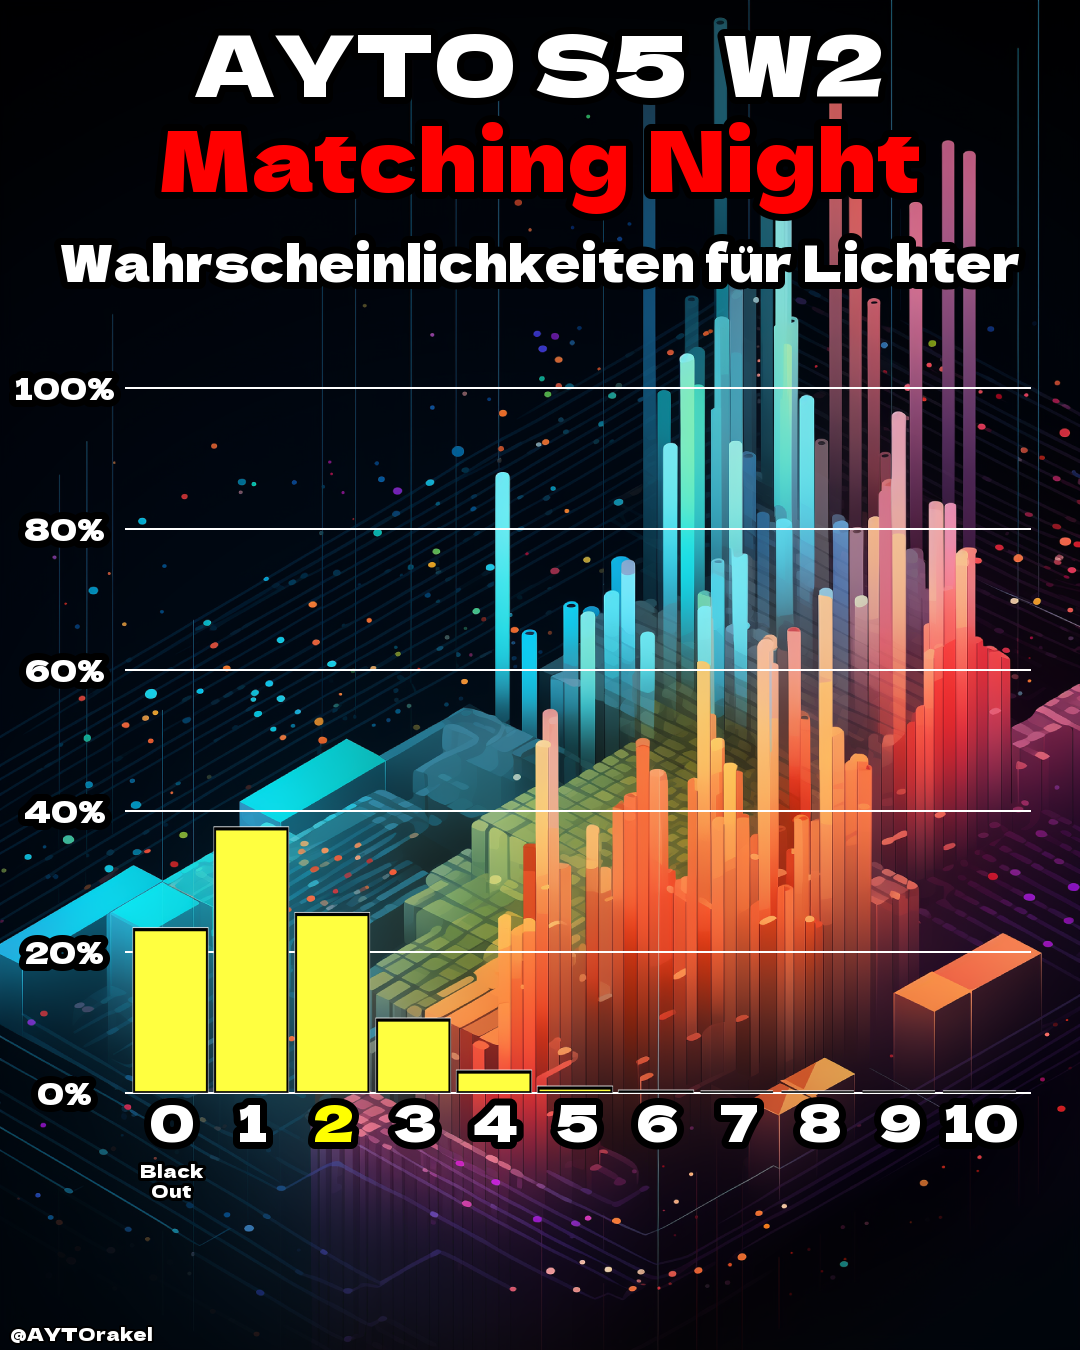 AYTO S5 W2
Matching Night
Wahrscheinlichkeiten für Lichter
100%
80%
60%
40%
20%
0%
0 1 2 3 4 5 6 7 8 9 10
Black
Out
@AYTOrakel